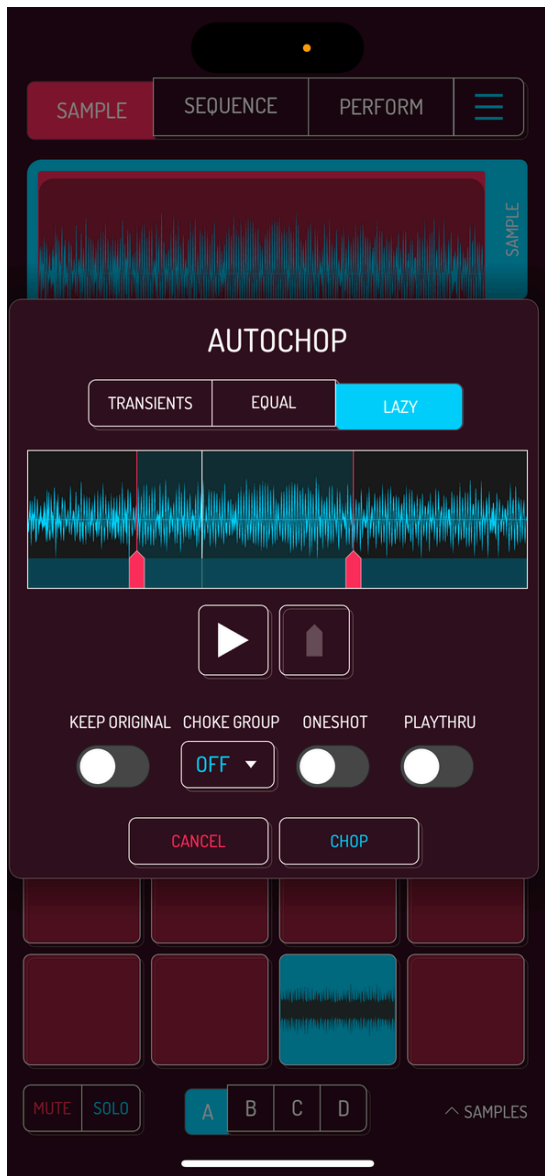 SAMPLE SEQUENCE PERFORM
SAMPLE
AUTOCHOP
TRANSIENTS EQUAL LAZY
KEEP ORIGINAL CHOKE GROUP ONESHOT PLAYTHRU
OFF
CANCEL CHOP
MUTE SOLO A B C D SAMPLES